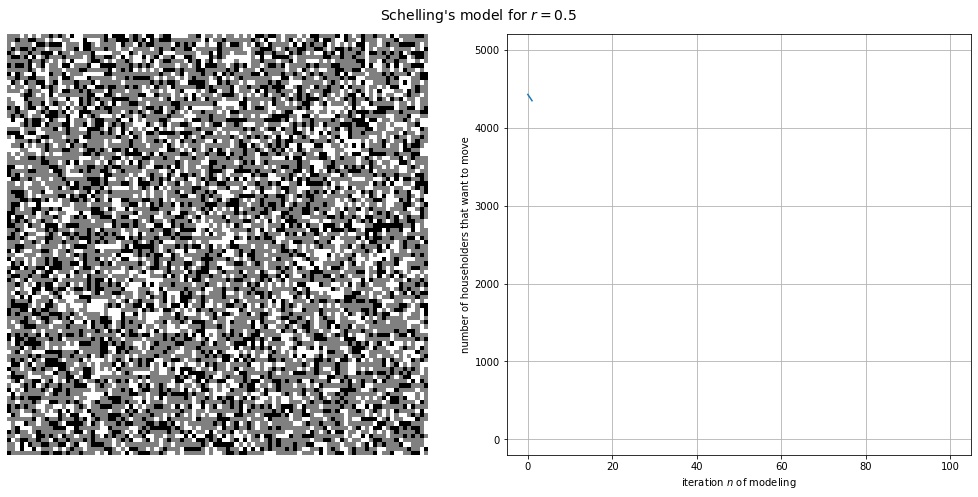 Schelling's model for r = 0.5
number of householders that want to move
5000
4000
3000
2000
1000
0
0 20 40 60 80 100
iteration n of modeling